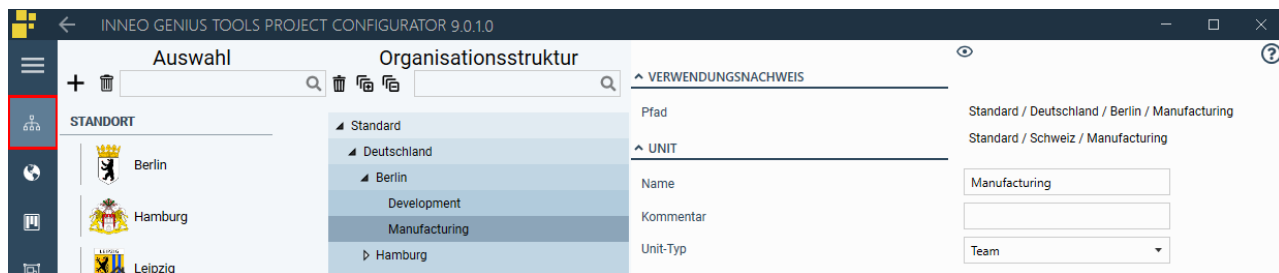 INNEO GENIUS TOOLS PROJECT CONFIGURATOR 9.0.1.0
Auswahl
STANDORT
Berlin
Hamburg
Leipzig
Organisationsstruktur
Standard
Deutschland
Berlin
Development
Manufacturing
Hamburg
VERWENDUNGSNACHWEIS
Pfad
Standard / Deutschland / Berlin / Manufacturing
Standard / Schweiz / Manufacturing
UNIT
Name
Manufacturing
Kommentar
Unit-Typ
Team